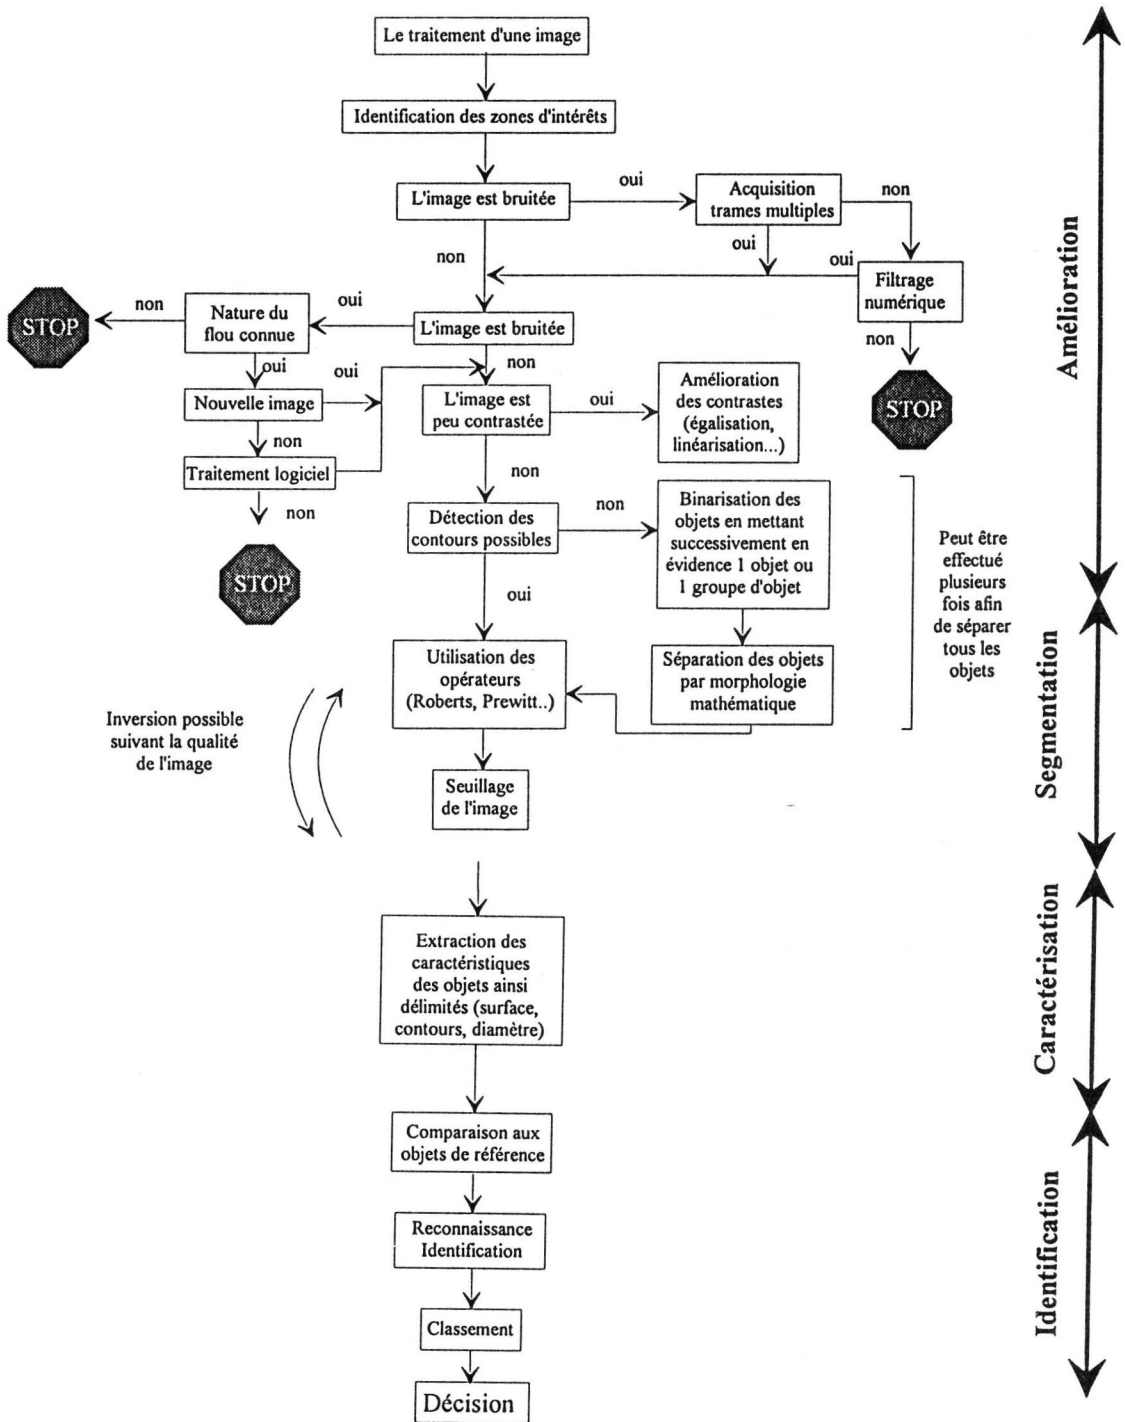 Le traitement d'une image
Identification des zones d'intérêts
L'image est bruitée
oui
Acquisition
trames multiples
non
oui
oui
Filtrage
numérique
non
STOP
non
L'image est bruitée
oui
Nature du
flou connue
non
STOP
oui
Nouvelle image
oui
non
Traitement logiciel
non
STOP
non
L'image est
peu contrastée
oui
Amélioration
des contrastes
(égalisation,
linéarisation...)
non
Détection des
contours possibles
non
Binarisation des
objets en mettant
successivement en
évidence 1 objet ou
1 groupe d'objet
Séparation des objets
par morphologie
mathématique
Peut être
effectué
plusieurs
fois afin
de séparer
tous les
objets
oui
Utilisation des
opérateurs
(Roberts, Prewitt..)
Inversion possible
suivant la qualité
de l'image
Seuillage
de l'image
Extraction des
caractéristiques
des objets ainsi
délimités (surface,
contours, diamètre)
Comparaison aux
objets de référence
Reconnaissance
Identification
Classement
Décision
Amélioration
Segmentation
Caractérisation
Identification